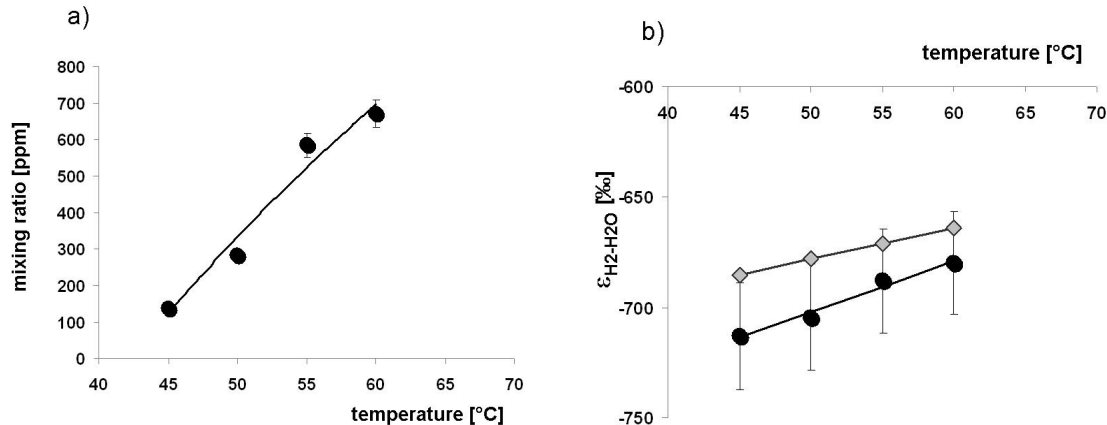 a)
mixing ratio [ppm]
800
700
600
500
400
300
200
100
0
40 45 50 55 60 65 70
temperature [°C]
b)
temperature [°C]
-600
40 45 50 55 60 65 70
εH2-H2O [‰]
-650
-700
-750